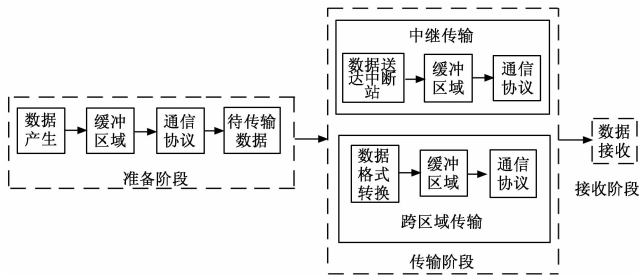 数据
产生
缓冲
区域
通信
协议
待传输
数据
准备阶段
中继传输
数据送
达中断
站
缓冲
区域
通信
协议
数据
格式
转换
缓冲
区域
通信
协议
跨区域传输
传输阶段
数据
接收
接收阶段